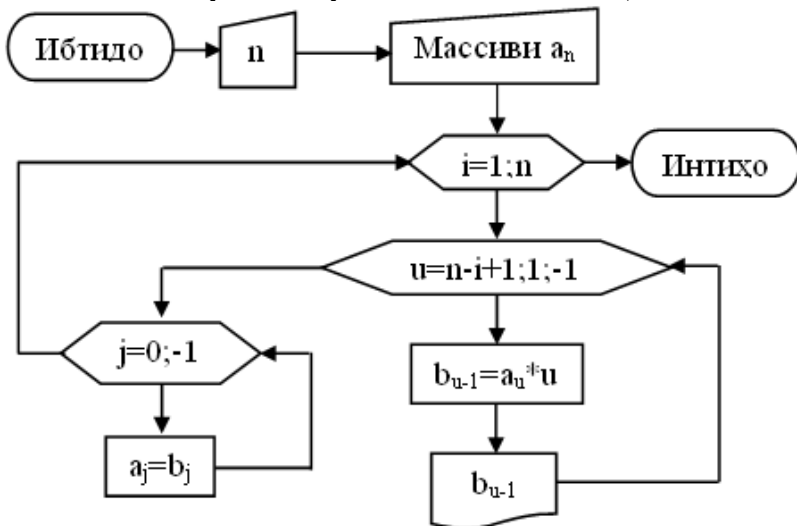 Ибтидо
n
Массиви aₙ
i=1;n
Интиҳо
u=n-i+1;1;-1
j=0;-1
bᵤ₋₁=aᵤ*u
aⱼ=bⱼ
bᵤ₋₁